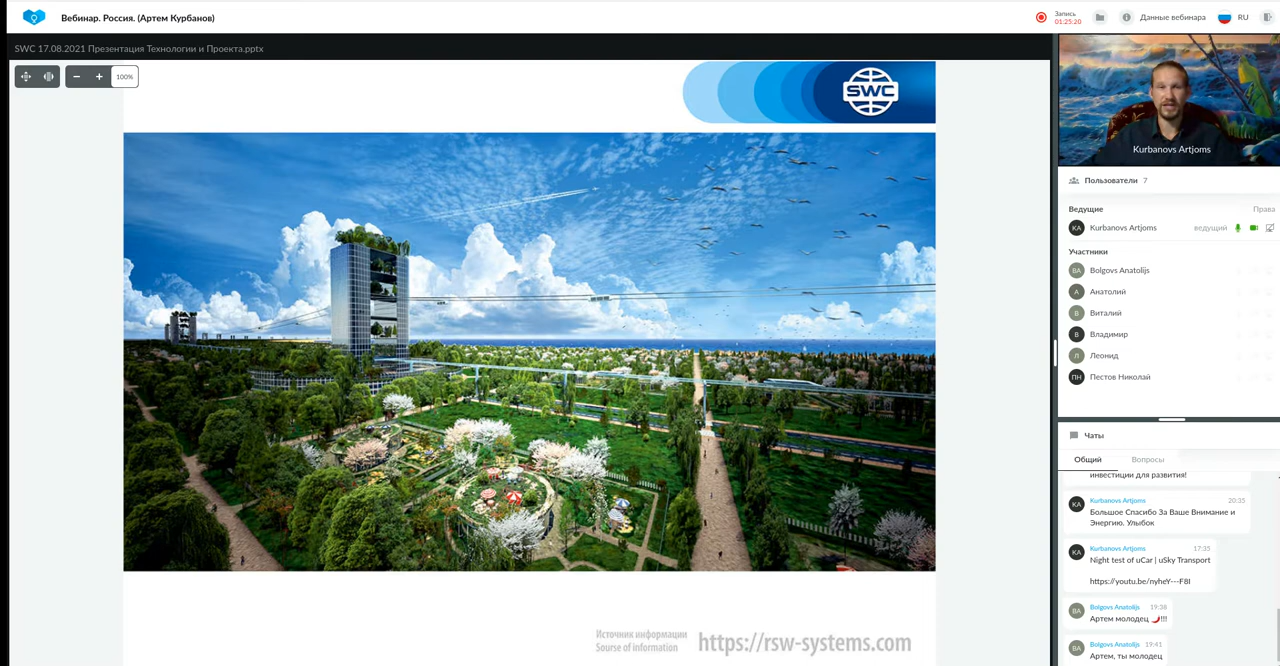 Вебинар. Россия. (Артем Курбанов)
Запись
01:25:20
Данные вебинара
RU
SWC 17.08.2021 Презентация Технологии и Проекта.pptx
100%
SWC
Источник информации
Sourse of information
https://rsw-systems.com
Kurbanovs Artjoms
Пользователи 7
Ведущие
Права
KA Kurbanovs Artjoms ведущий
Участники
BA Bolgovs Anatolijs
А Анатолий
В Виталий
В Владимир
Л Леонид
ПН Пестов Николай
Чаты
Общий
Вопросы
инвестиции для развития!
KA Kurbanovs Artjoms 20:35
Большое Спасибо За Ваше Внимание и
Энергию. Улыбок
KA Kurbanovs Artjoms 17:35
Night test of uCar | uSky Transport
https://youtu.be/nyheY---F8I
BA Bolgovs Anatolijs 19:38
Артем молодец 🌶️!!!
BA Bolgovs Anatolijs 19:41
Артем, ты молодец